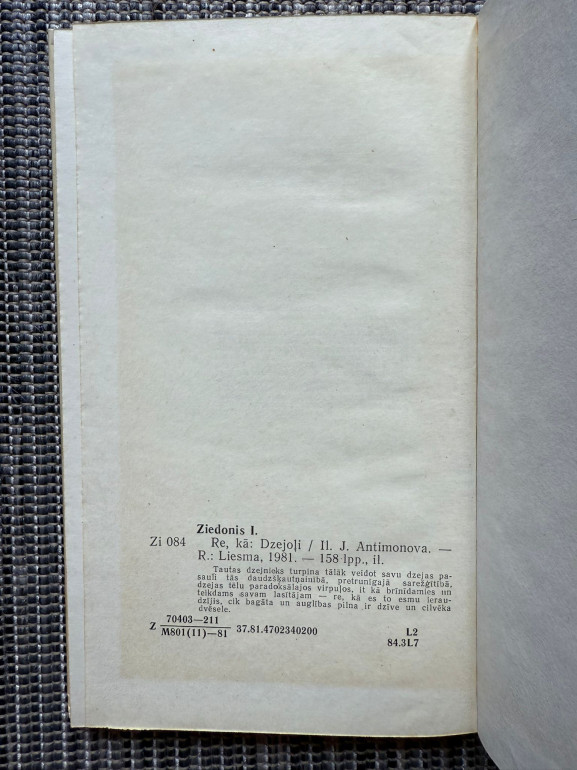 Ziedonis I.
Zi 084 Re, kā: Dzejoļi / Il. J. Antimonova. —
R.: Liesma, 1981. — 158 lpp., il.
Tautas dzejnieks turpina tālāk veidot savu dzejas pa-
sauli tās daudzšķautņainībā, pretrunīgajā sarežģītībā,
dzejas tēlu paradoksālajos virpuļos, it kā brīnīdamies un
teikdams savam lasītājam — re, kā es to esmu ierau-
dzījis, cik bagāta un auglības pilna ir dzīve un cilvēka
dvēsele.
Z 70403—211
M801(11)—81 37.81.4702340200 L2
84.3L7